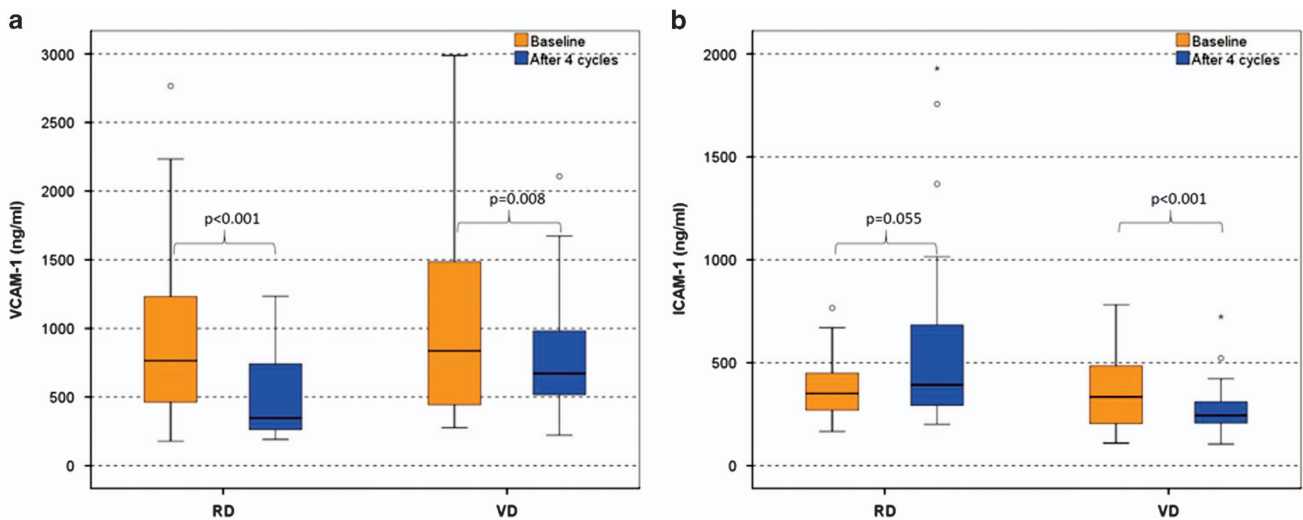 a
Baseline
After 4 cycles
VCAM-1 (ng/ml)
3000
2500
2000
1500
1000
500
0
p<0.001
p=0.008
RD
VD
b
Baseline
After 4 cycles
ICAM-1 (ng/ml)
2000
1500
1000
500
0
p=0.055
p<0.001
RD
VD